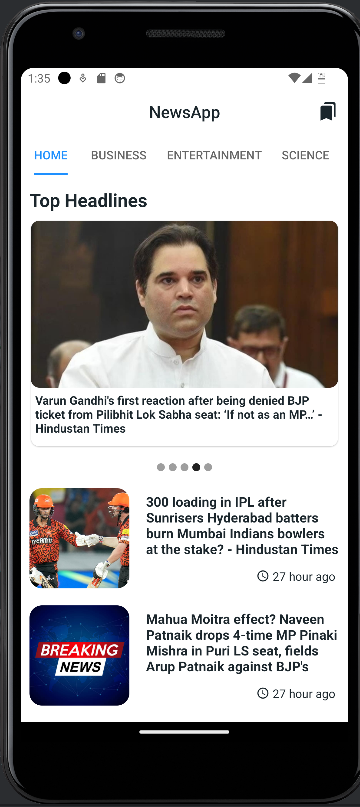 1:35
NewsApp
HOME BUSINESS ENTERTAINMENT SCIENCE
Top Headlines
Varun Gandhi's first reaction after being denied BJP
ticket from Pilibhit Lok Sabha seat: 'If not as an MP...' -
Hindustan Times
300 loading in IPL after
Sunrisers Hyderabad batters
burn Mumbai Indians bowlers
at the stake? - Hindustan Times
27 hour ago
Mahua Moitra effect? Naveen
Patnaik drops 4-time MP Pinaki
Mishra in Puri LS seat, fields
Arup Patnaik against BJP's
BREAKING
NEWS
27 hour ago